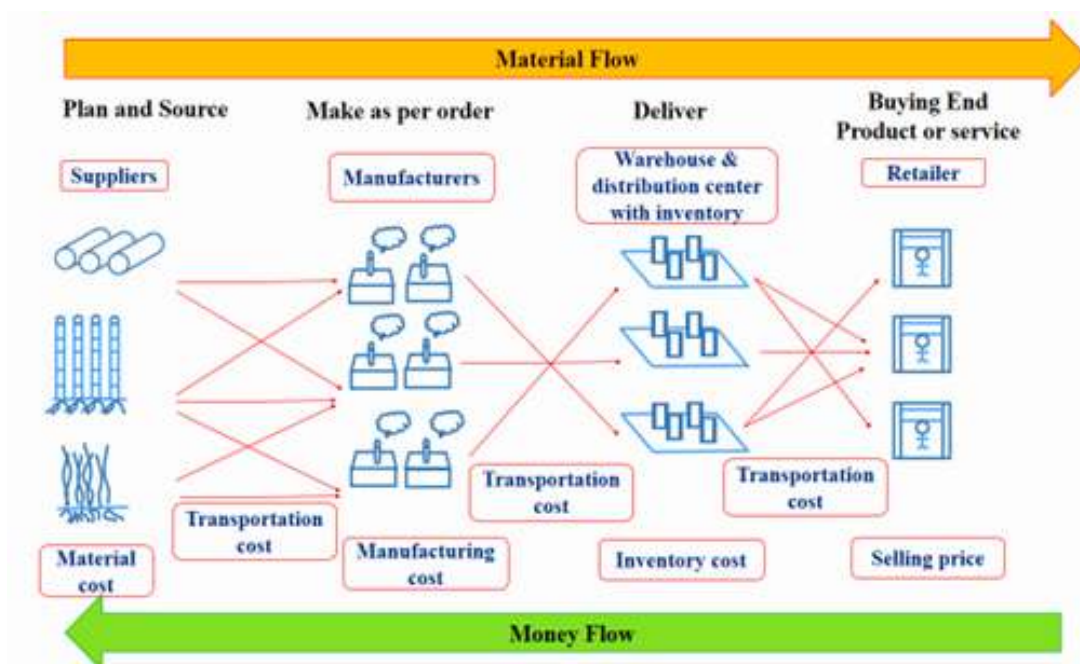 Material Flow
Plan and Source
Make as per order
Deliver
Buying End
Product or service
Suppliers
Manufacturers
Warehouse &
distribution center
with inventory
Retailer
Transportation
cost
Transportation
cost
Transportation
cost
Material
cost
Manufacturing
cost
Inventory cost
Selling price
Money Flow